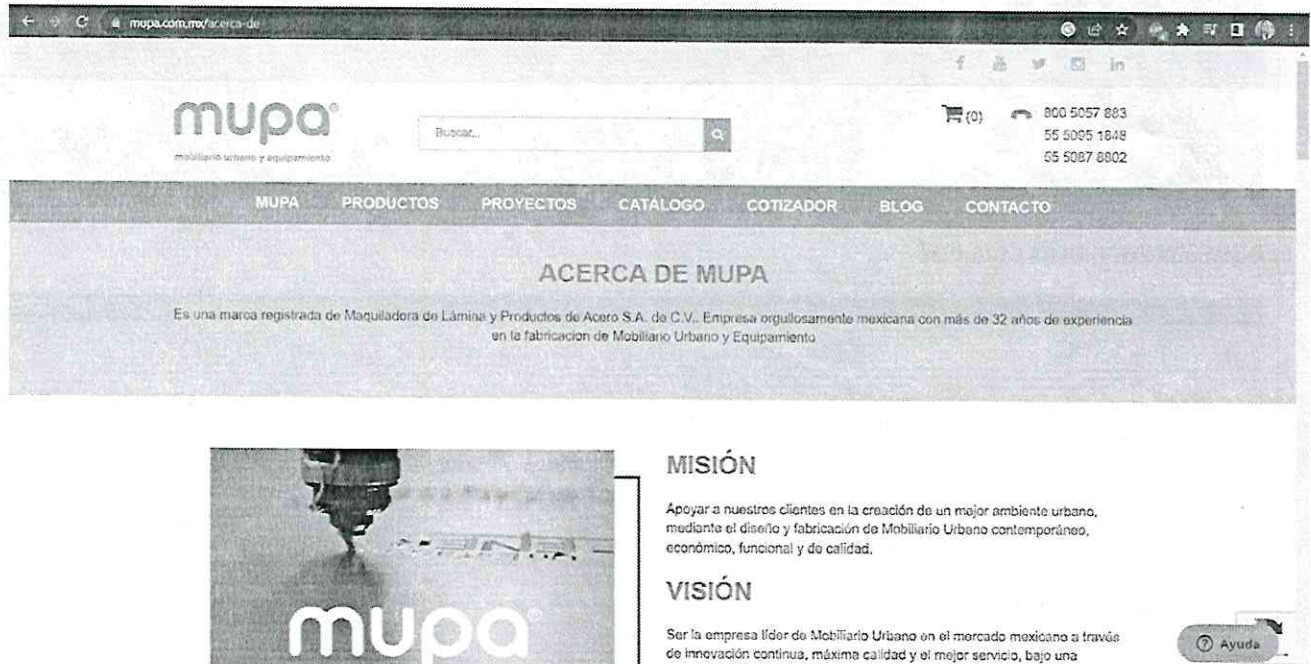 mupa.com.mx/acerca-de
f in
mupa®
mobiliario urbano y equipamiento
Buscar...
(0)
800 5057 883
55 5095 1848
55 5087 8802
MUPA PRODUCTOS PROYECTOS CATÁLOGO COTIZADOR BLOG CONTACTO
ACERCA DE MUPA
Es una marca registrada de Maquiladora de Lámina y Productos de Acero S.A. de C.V.. Empresa orgullosamente mexicana con más de 32 años de experiencia
en la fabricacion de Mobiliario Urbano y Equipamiento
mupa
MISIÓN
Apoyar a nuestros clientes en la creación de un mejor ambiente urbano,
mediante el diseño y fabricación de Mobiliario Urbano contemporáneo,
económico, funcional y de calidad.
VISIÓN
Ser la empresa líder de Mobiliario Urbano en el mercado mexicano a través
de innovación continua, máxima calidad y el mejor servicio, bajo una
Ayuda